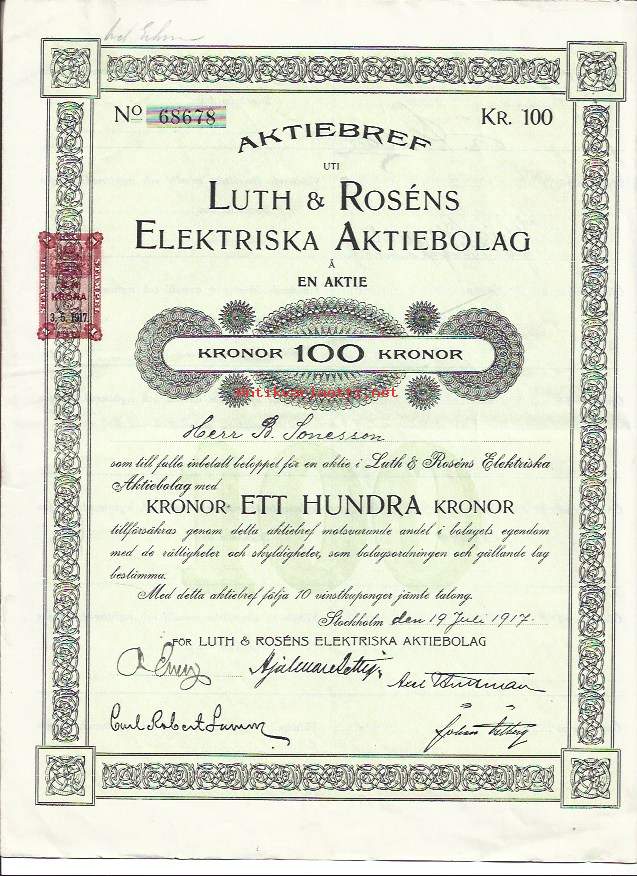 No 68678
KR. 100
AKTIEBREF
UTI
LUTH & ROSÉNS
ELEKTRISKA AKTIEBOLAG
Å
EN AKTIE
KRONA
3.5.1917
KRONOR 100 KRONOR
Herr B. Sonesson
som till fullo inbetalt beloppet för en aktie i Luth & Roséns Elektriska
Aktiebolag med
KRONOR ETT HUNDRA KRONOR
tillförsäkras genom detta aktiebref motsvarande andel i bolagets egendom
med de rättigheter och skyldigheter, som bolagsordningen och gällande lag
bestämma.
Med detta aktiebref följa 10 vinstkuponger jämte talong.
Stockholm den 19 Juli 1917.
FÖR LUTH & ROSÉNS ELEKTRISKA AKTIEBOLAG
Carl Robert Lamm